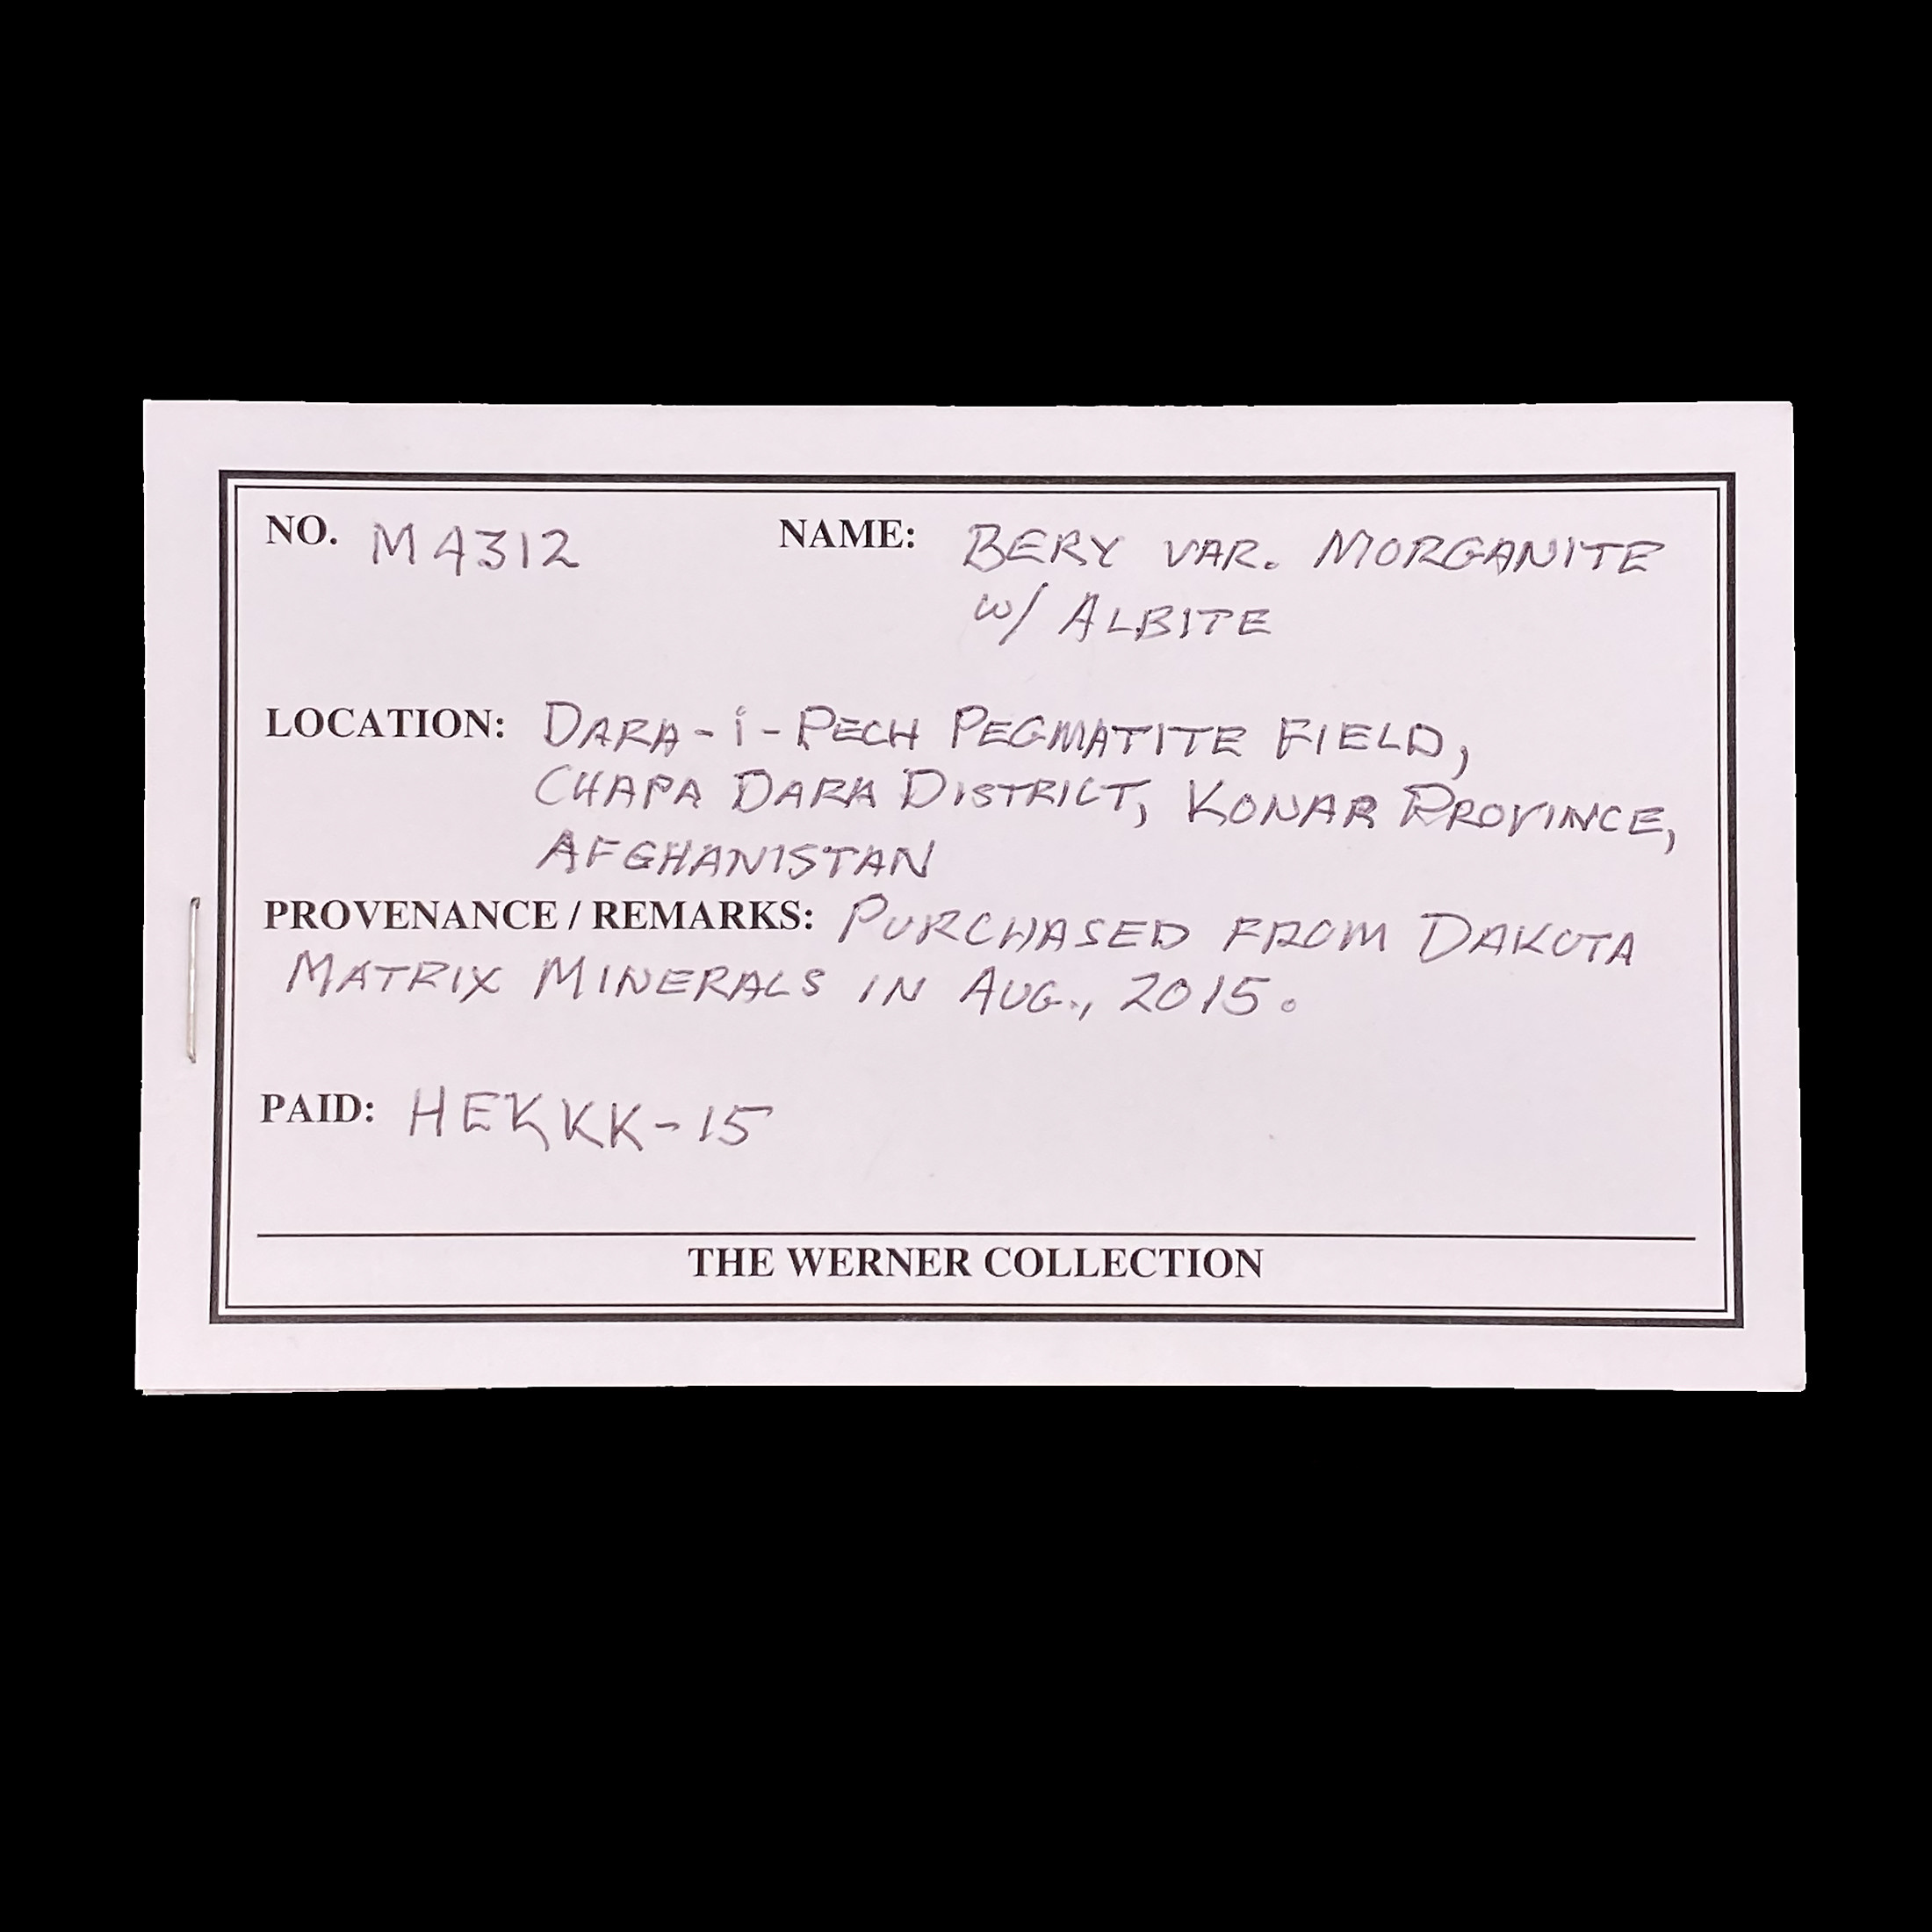 NO. M4312 NAME: BERY VAR. MORGANITE
w/ ALBITE
LOCATION: DARA-i-PECH PEGMATITE FIELD,
CHAPA DARA DISTRICT, KONAR PROVINCE,
AFGHANISTAN
PROVENANCE / REMARKS: PURCHASED FROM DAKOTA
MATRIX MINERALS IN AUG., 2015.
PAID: HEKKK-15
THE WERNER COLLECTION